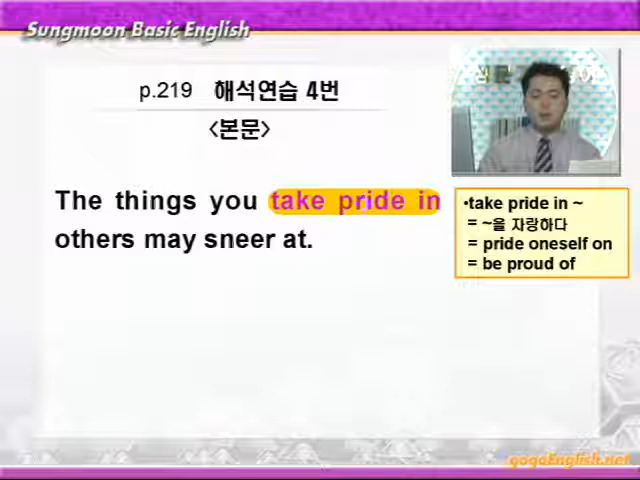 Sungmoon Basic English
p.219 해석연습 4번
<본문>
The things you take pride in
others may sneer at.
•take pride in ~
= ~을 자랑하다
= pride oneself on
= be proud of
gogoEnglish.net